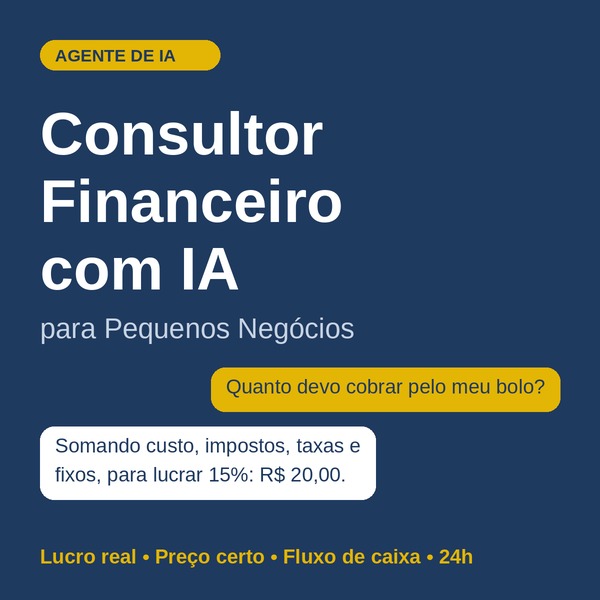 AGENTE DE IA
Consultor
Financeiro
com IA
para Pequenos Negócios
Quanto devo cobrar pelo meu bolo?
Somando custo, impostos, taxas e
fixos, para lucrar 15%: R$ 20,00.
Lucro real • Preço certo • Fluxo de caixa • 24h